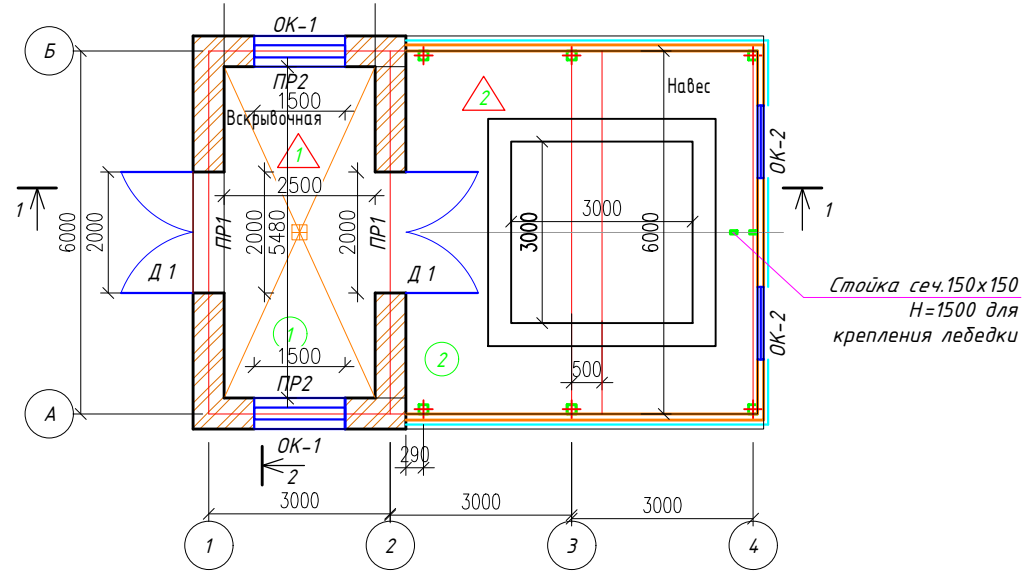 ОК-1
Б
ПР2
1500
Вскрывочная
1
2
Навес
ОК-2
1
1
6000
2000
Д 1
ПР1
2500
2000
5480
2000
ПР1
Д 1
3000
3000
6000
Стойка сеч.150х150
Н=1500 для
крепления лебедки
ОК-2
1
2
1500
ПР2
500
А
ОК-1
2
290
3000
3000
3000
1
2
3
4